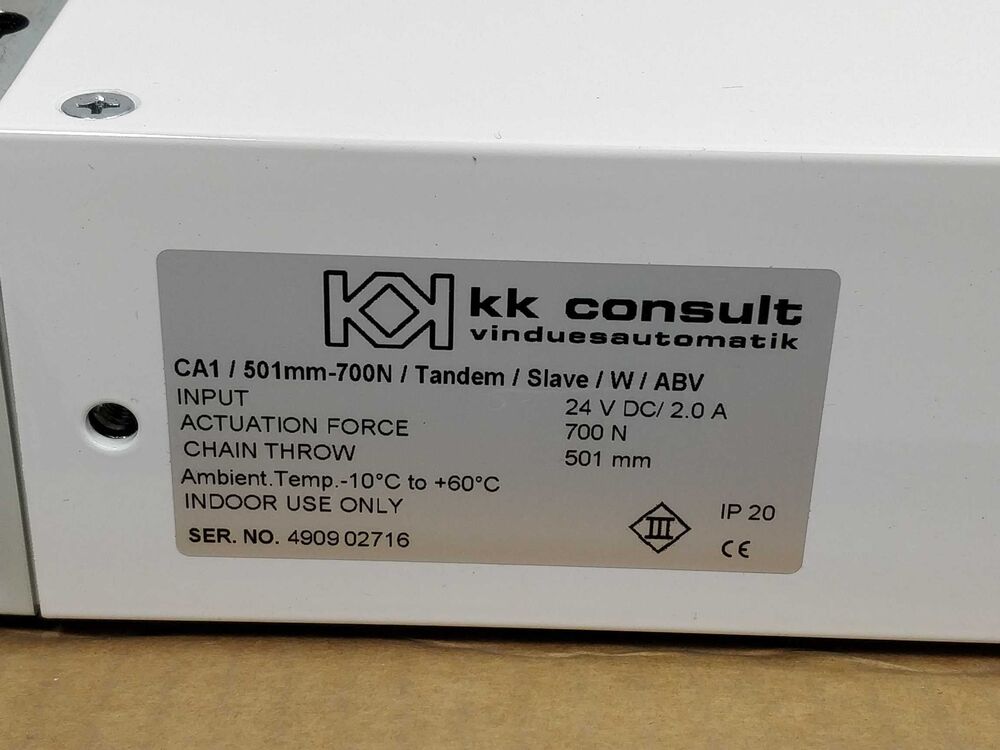 kk consult
vinduesautomatik
CA1 / 501mm-700N / Tandem / Slave / W / ABV
INPUT 24 V DC/ 2.0 A
ACTUATION FORCE 700 N
CHAIN THROW 501 mm
Ambient.Temp.-10°C to +60°C
INDOOR USE ONLY
III IP 20
SER. NO. 4909 02716
CE